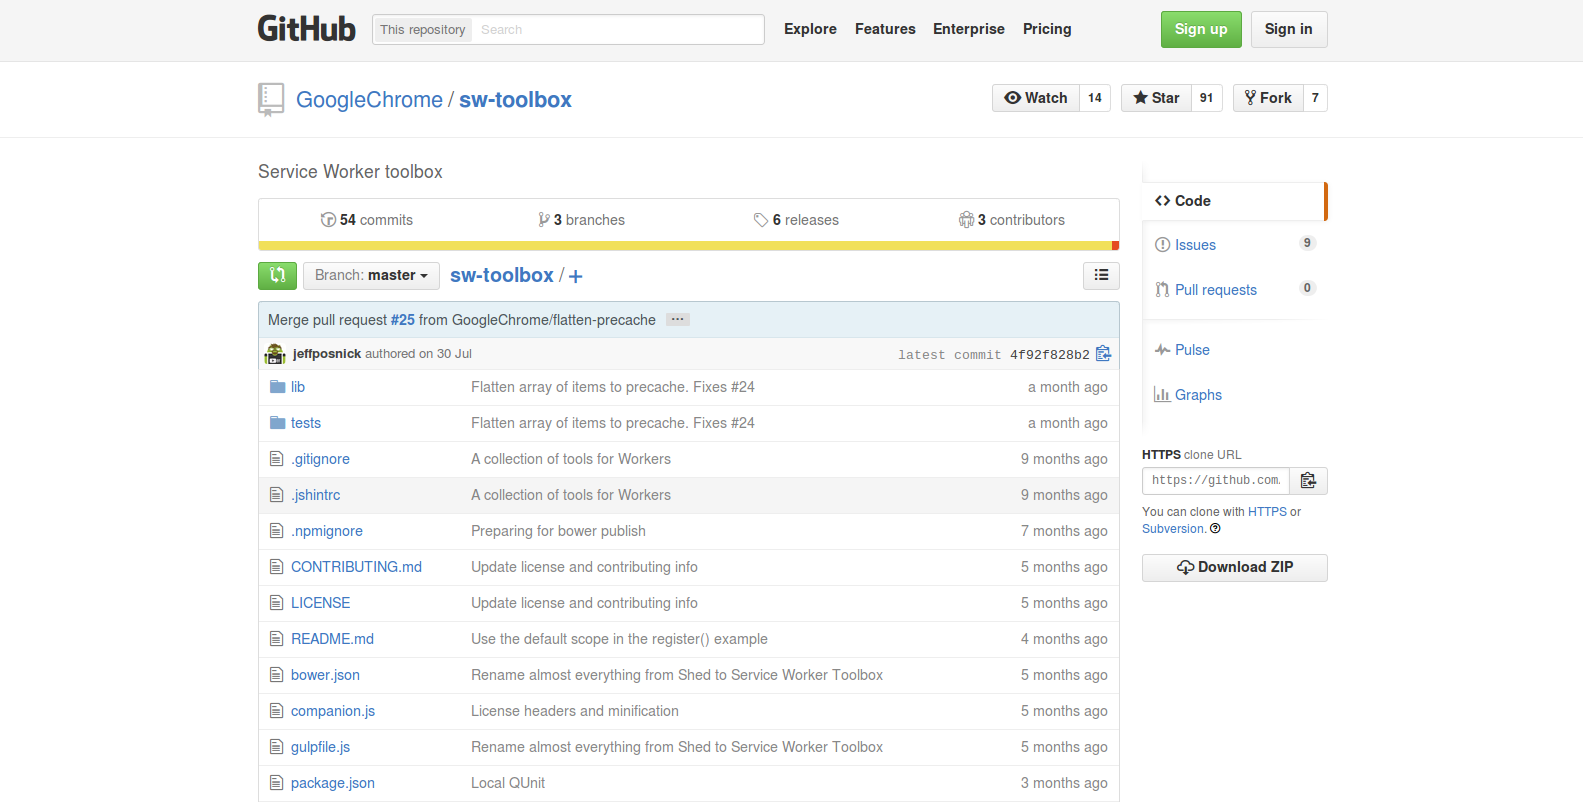 GitHub This repository Search Explore Features Enterprise Pricing Sign up Sign in
GoogleChrome / sw-toolbox Watch 14 Star 91 Fork 7
Service Worker toolbox
54 commits 3 branches 6 releases 3 contributors
Branch: master sw-toolbox / +
Merge pull request #25 from GoogleChrome/flatten-precache ...
jeffposnick authored on 30 Jul latest commit 4f92f828b2
lib Flatten array of items to precache. Fixes #24 a month ago
tests Flatten array of items to precache. Fixes #24 a month ago
.gitignore A collection of tools for Workers 9 months ago
.jshintrc A collection of tools for Workers 9 months ago
.npmignore Preparing for bower publish 7 months ago
CONTRIBUTING.md Update license and contributing info 5 months ago
LICENSE Update license and contributing info 5 months ago
README.md Use the default scope in the register() example 4 months ago
bower.json Rename almost everything from Shed to Service Worker Toolbox 5 months ago
companion.js License headers and minification 5 months ago
gulpfile.js Rename almost everything from Shed to Service Worker Toolbox 5 months ago
package.json Local QUnit 3 months ago
Code
Issues 9
Pull requests 0
Pulse
Graphs
HTTPS clone URL
https://github.com.
You can clone with HTTPS or
Subversion.
Download ZIP